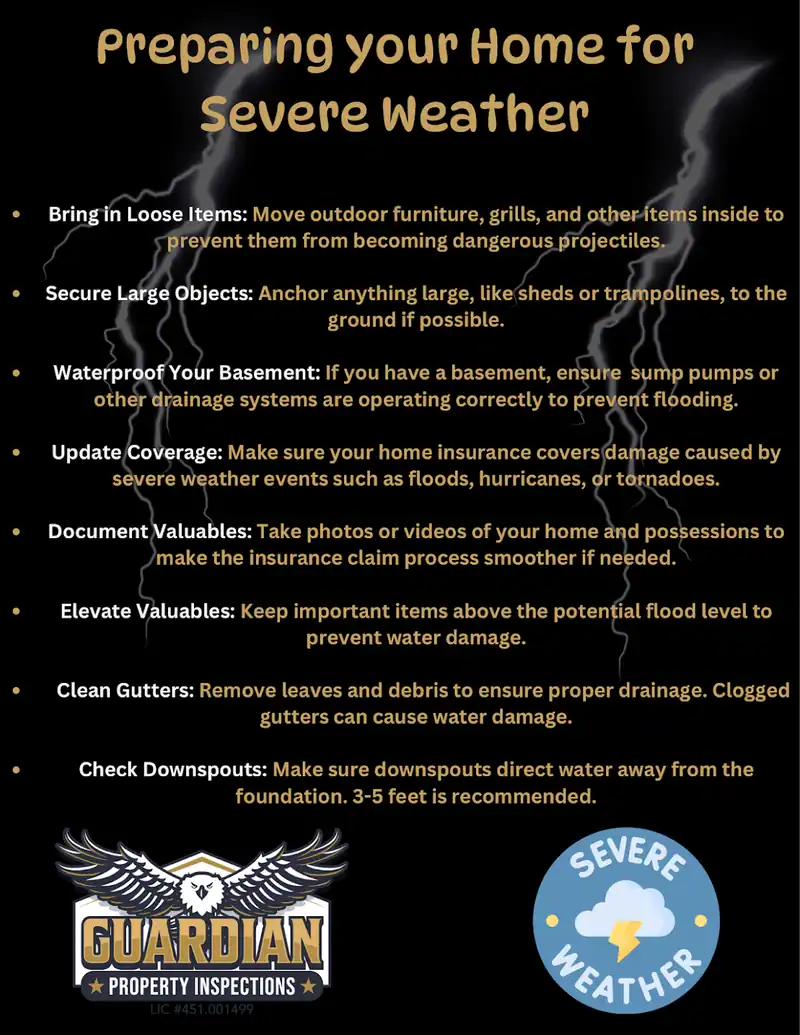 Preparing your Home for
Severe Weather
• Bring in Loose Items: Move outdoor furniture, grills, and other items inside to
prevent them from becoming dangerous projectiles.
• Secure Large Objects: Anchor anything large, like sheds or trampolines, to the
ground if possible.
• Waterproof Your Basement: If you have a basement, ensure sump pumps or
other drainage systems are operating correctly to prevent flooding.
• Update Coverage: Make sure your home insurance covers damage caused by
severe weather events such as floods, hurricanes, or tornadoes.
• Document Valuables: Take photos or videos of your home and possessions to
make the insurance claim process smoother if needed.
• Elevate Valuables: Keep important items above the potential flood level to
prevent water damage.
• Clean Gutters: Remove leaves and debris to ensure proper drainage. Clogged
gutters can cause water damage.
• Check Downspouts: Make sure downspouts direct water away from the
foundation. 3-5 feet is recommended.
GUARDIAN
PROPERTY INSPECTIONS
LIC #451.001499
SEVERE
WEATHER